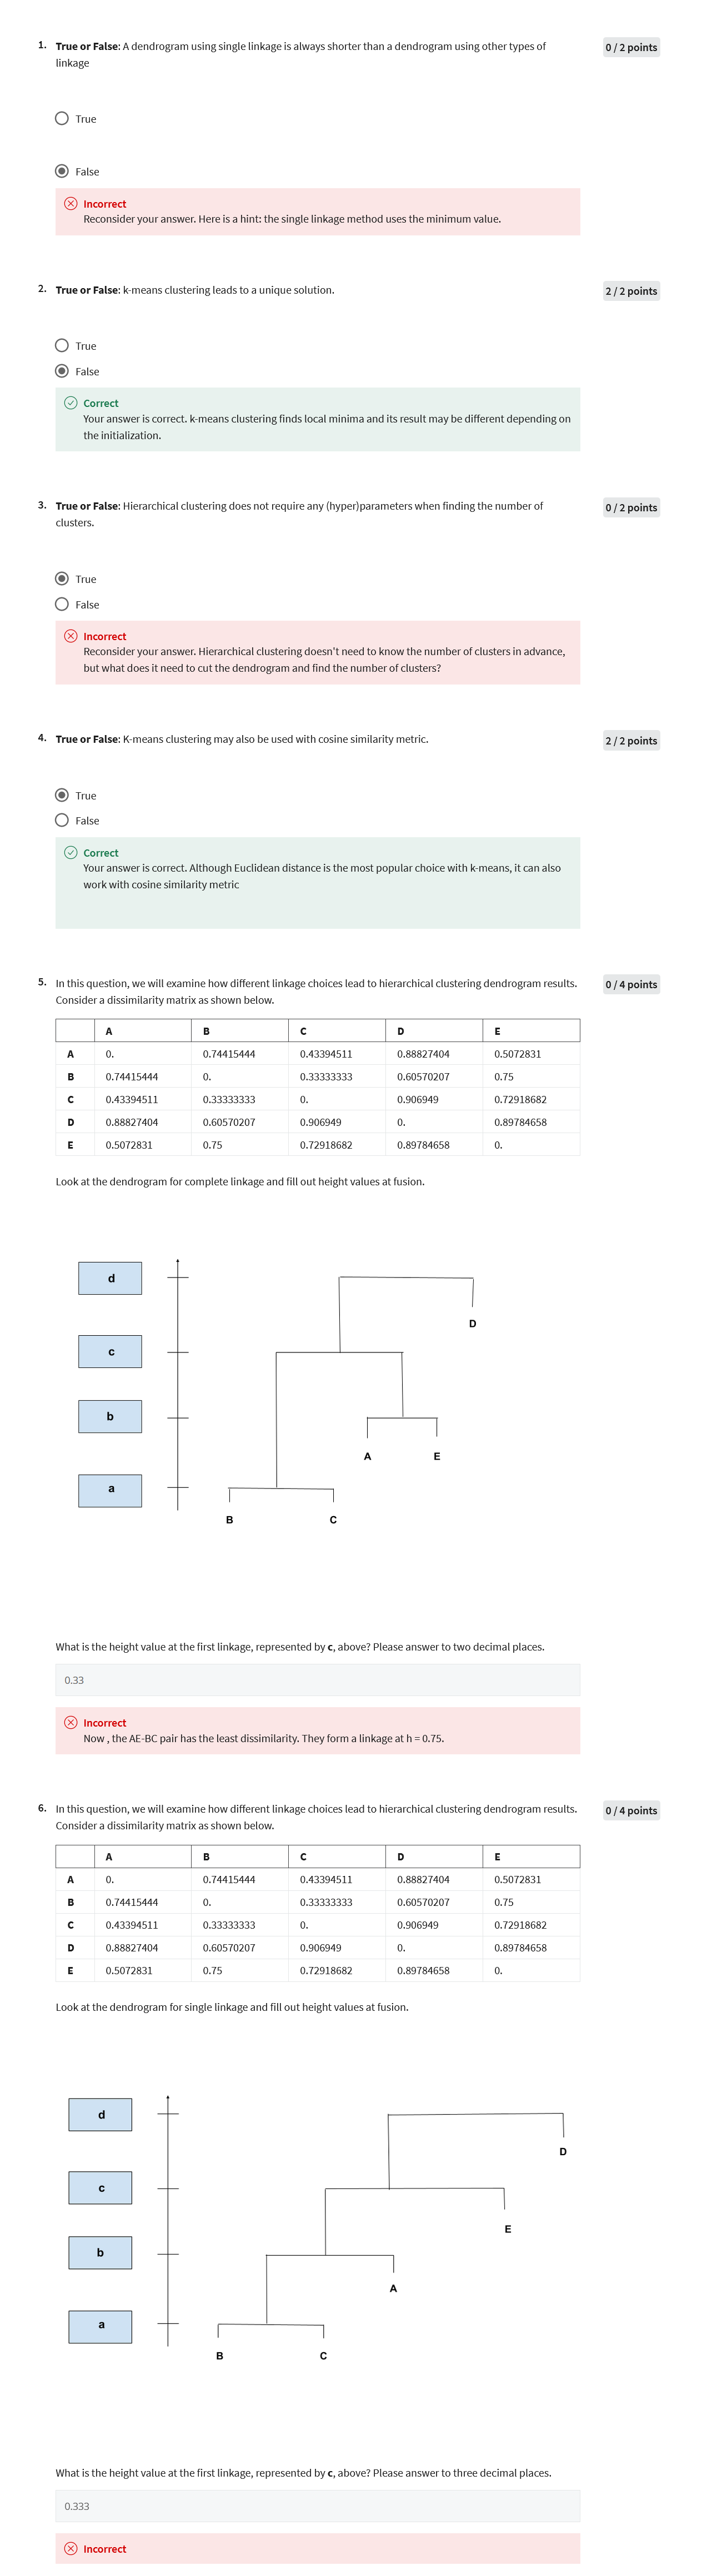 1. True or False: A dendrogram using single linkage is always shorter than a dendrogram using other types of
linkage
0 / 2 points
True
False
Incorrect
Reconsider your answer. Here is a hint: the single linkage method uses the minimum value.
2. True or False: k-means clustering leads to a unique solution.
2 / 2 points
True
False
Correct
Your answer is correct. k-means clustering finds local minima and its result may be different depending on
the initialization.
3. True or False: Hierarchical clustering does not require any (hyper)parameters when finding the number of
clusters.
0 / 2 points
True
False
Incorrect
Reconsider your answer. Hierarchical clustering doesn't need to know the number of clusters in advance,
but what does it need to cut the dendrogram and find the number of clusters?
4. True or False: K-means clustering may also be used with cosine similarity metric.
2 / 2 points
True
False
Correct
Your answer is correct. Although Euclidean distance is the most popular choice with k-means, it can also
work with cosine similarity metric
5. In this question, we will examine how different linkage choices lead to hierarchical clustering dendrogram results.
Consider a dissimilarity matrix as shown below.
0 / 4 points
A B C D E
A 0. 0.74415444 0.43394511 0.88827404 0.5072831
B 0.74415444 0. 0.33333333 0.60570207 0.75
C 0.43394511 0.33333333 0. 0.906949 0.72918682
D 0.88827404 0.60570207 0.906949 0. 0.89784658
E 0.5072831 0.75 0.72918682 0.89784658 0.
Look at the dendrogram for complete linkage and fill out height values at fusion.
d
D
c
b
A E
a
B C
What is the height value at the first linkage, represented by c, above? Please answer to two decimal places.
0.33
Incorrect
Now , the AE-BC pair has the least dissimilarity. They form a linkage at h = 0.75.
6. In this question, we will examine how different linkage choices lead to hierarchical clustering dendrogram results.
Consider a dissimilarity matrix as shown below.
0 / 4 points
A B C D E
A 0. 0.74415444 0.43394511 0.88827404 0.5072831
B 0.74415444 0. 0.33333333 0.60570207 0.75
C 0.43394511 0.33333333 0. 0.906949 0.72918682
D 0.88827404 0.60570207 0.906949 0. 0.89784658
E 0.5072831 0.75 0.72918682 0.89784658 0.
Look at the dendrogram for single linkage and fill out height values at fusion.
d
D
c
E
b
A
a
B C
What is the height value at the first linkage, represented by c, above? Please answer to three decimal places.
0.333
Incorrect